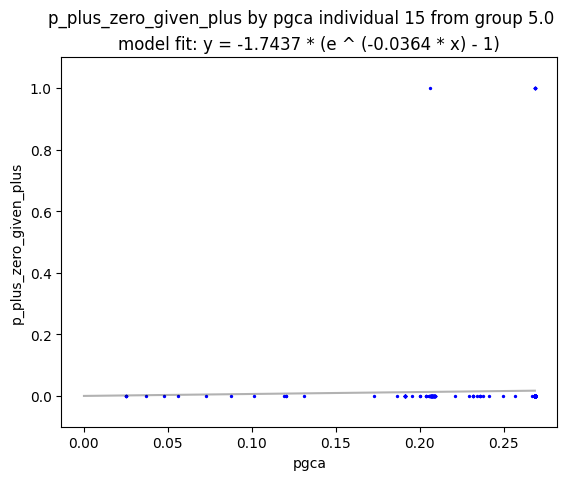 p_plus_zero_given_plus by pgca individual 15 from group 5.0
model fit: y = -1.7437 * (e ^ (-0.0364 * x) - 1)
p_plus_zero_given_plus
1.0
0.8
0.6
0.4
0.2
0.0
0.00 0.05 0.10 0.15 0.20 0.25
pgca